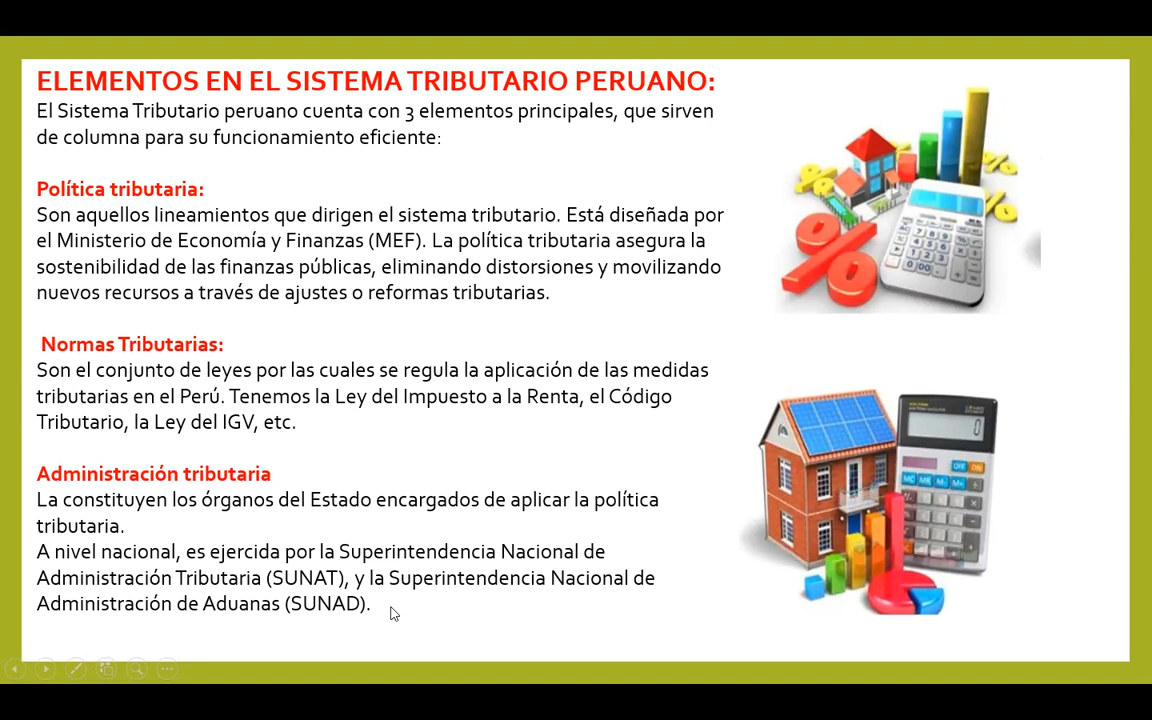 ELEMENTOS EN EL SISTEMA TRIBUTARIO PERUANO:
El Sistema Tributario peruano cuenta con 3 elementos principales, que sirven
de columna para su funcionamiento eficiente:
Política tributaria:
Son aquellos lineamientos que dirigen el sistema tributario. Está diseñada por
el Ministerio de Economía y Finanzas (MEF). La política tributaria asegura la
sostenibilidad de las finanzas públicas, eliminando distorsiones y movilizando
nuevos recursos a través de ajustes o reformas tributarias.
Normas Tributarias:
Son el conjunto de leyes por las cuales se regula la aplicación de las medidas
tributarias en el Perú. Tenemos la Ley del Impuesto a la Renta, el Código
Tributario, la Ley del IGV, etc.
Administración tributaria
La constituyen los órganos del Estado encargados de aplicar la política
tributaria.
A nivel nacional, es ejercida por la Superintendencia Nacional de
Administración Tributaria (SUNAT), y la Superintendencia Nacional de
Administración de Aduanas (SUNAD).